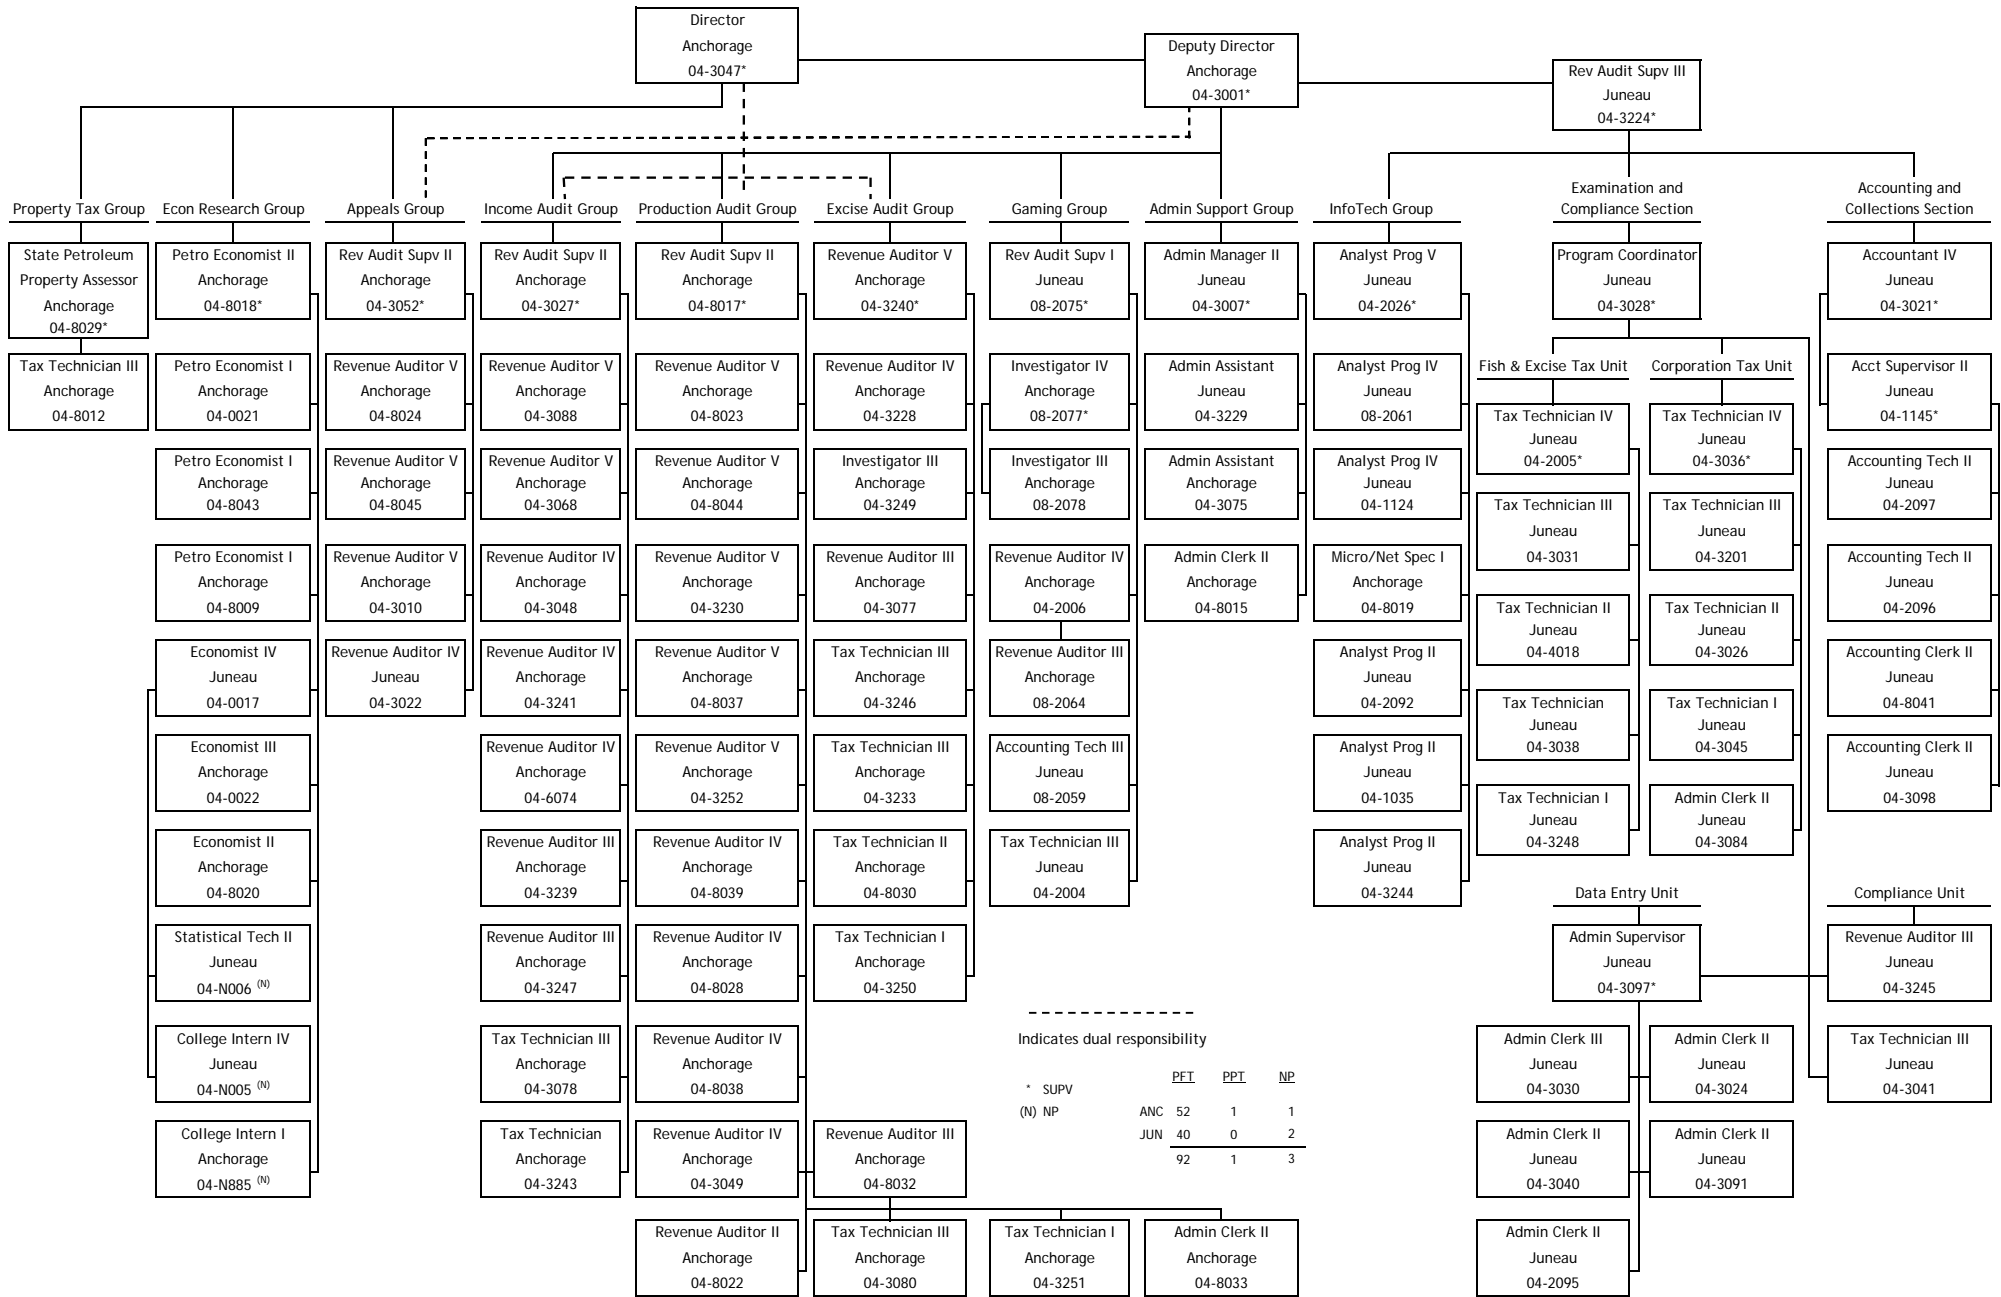 Director
Anchorage
04-3047*
Deputy Director
Anchorage
04-3001*
Rev Audit Supv III
Juneau
04-3224*
Property Tax Group
State Petroleum
Property Assessor
Anchorage
04-8029*
Tax Technician III
Anchorage
04-8012
Econ Research Group
Petro Economist II
Anchorage
04-8018*
Petro Economist I
Anchorage
04-0021
Petro Economist I
Anchorage
04-8043
Petro Economist I
Anchorage
04-8009
Economist IV
Juneau
04-0017
Economist III
Anchorage
04-0022
Economist II
Anchorage
04-8020
Statistical Tech II
Juneau
04-N006 (N)
College Intern IV
Juneau
04-N005 (N)
College Intern I
Anchorage
04-N885 (N)
Appeals Group
Rev Audit Supv II
Anchorage
04-3052*
Revenue Auditor V
Anchorage
04-8024
Revenue Auditor V
Anchorage
04-8045
Revenue Auditor V
Anchorage
04-3010
Revenue Auditor IV
Juneau
04-3022
Income Audit Group
Rev Audit Supv II
Anchorage
04-3027*
Revenue Auditor V
Anchorage
04-3088
Revenue Auditor V
Anchorage
04-3068
Revenue Auditor IV
Anchorage
04-3048
Revenue Auditor IV
Anchorage
04-3241
Revenue Auditor IV
Anchorage
04-6074
Revenue Auditor III
Anchorage
04-3239
Revenue Auditor III
Anchorage
04-3247
Tax Technician III
Anchorage
04-3078
Tax Technician
Anchorage
04-3243
Production Audit Group
Rev Audit Supv II
Anchorage
04-8017*
Revenue Auditor V
Anchorage
04-8023
Revenue Auditor V
Anchorage
04-8044
Revenue Auditor V
Anchorage
04-3230
Revenue Auditor V
Anchorage
04-8037
Revenue Auditor V
Anchorage
04-3252
Revenue Auditor IV
Anchorage
04-8039
Revenue Auditor IV
Anchorage
04-8028
Revenue Auditor IV
Anchorage
04-8038
Revenue Auditor IV
Anchorage
04-3049
Revenue Auditor II
Anchorage
04-8022
Excise Audit Group
Revenue Auditor V
Anchorage
04-3240*
Revenue Auditor IV
Anchorage
04-3228
Investigator III
Anchorage
04-3249
Revenue Auditor III
Anchorage
04-3077
Tax Technician III
Anchorage
04-3246
Tax Technician III
Anchorage
04-3233
Tax Technician II
Anchorage
04-8030
Tax Technician I
Anchorage
04-3250
Revenue Auditor III
Anchorage
04-8032
Tax Technician III
Anchorage
04-3080
Tax Technician I
Anchorage
04-3251
Admin Clerk II
Anchorage
04-8033
Gaming Group
Rev Audit Supv I
Juneau
08-2075*
Investigator IV
Anchorage
08-2077*
Investigator III
Anchorage
08-2078
Revenue Auditor IV
Anchorage
04-2006
Revenue Auditor III
Anchorage
08-2064
Accounting Tech III
Juneau
08-2059
Tax Technician III
Juneau
04-2004
Admin Support Group
Admin Manager II
Juneau
04-3007*
Admin Assistant
Juneau
04-3229
Admin Assistant
Anchorage
04-3075
Admin Clerk II
Anchorage
04-8015
InfoTech Group
Analyst Prog V
Juneau
04-2026*
Analyst Prog IV
Juneau
08-2061
Analyst Prog IV
Juneau
04-1124
Micro/Net Spec I
Anchorage
04-8019
Analyst Prog II
Juneau
04-2092
Analyst Prog II
Juneau
04-1035
Analyst Prog II
Juneau
04-3244
Examination and
Compliance Section
Program Coordinator
Juneau
04-3028*
Fish & Excise Tax Unit
Tax Technician IV
Juneau
04-2005*
Tax Technician III
Juneau
04-3031
Tax Technician II
Juneau
04-4018
Tax Technician
Juneau
04-3038
Tax Technician I
Juneau
04-3248
Corporation Tax Unit
Tax Technician IV
Juneau
04-3036*
Tax Technician III
Juneau
04-3201
Tax Technician II
Juneau
04-3026
Tax Technician I
Juneau
04-3045
Admin Clerk II
Juneau
04-3084
Accounting and
Collections Section
Accountant IV
Juneau
04-3021*
Acct Supervisor II
Juneau
04-1145*
Accounting Tech II
Juneau
04-2097
Accounting Tech II
Juneau
04-2096
Accounting Clerk II
Juneau
04-8041
Accounting Clerk II
Juneau
04-3098
Data Entry Unit
Admin Supervisor
Juneau
04-3097*
Admin Clerk III
Juneau
04-3030
Admin Clerk II
Juneau
04-3024
Admin Clerk II
Juneau
04-3040
Admin Clerk II
Juneau
04-3091
Admin Clerk II
Juneau
04-2095
Compliance Unit
Revenue Auditor III
Juneau
04-3245
Tax Technician III
Juneau
04-3041
Indicates dual responsibility
* SUPV
(N) NP
PFT PPT NP
ANC 52 1 1
JUN 40 0 2
92 1 3